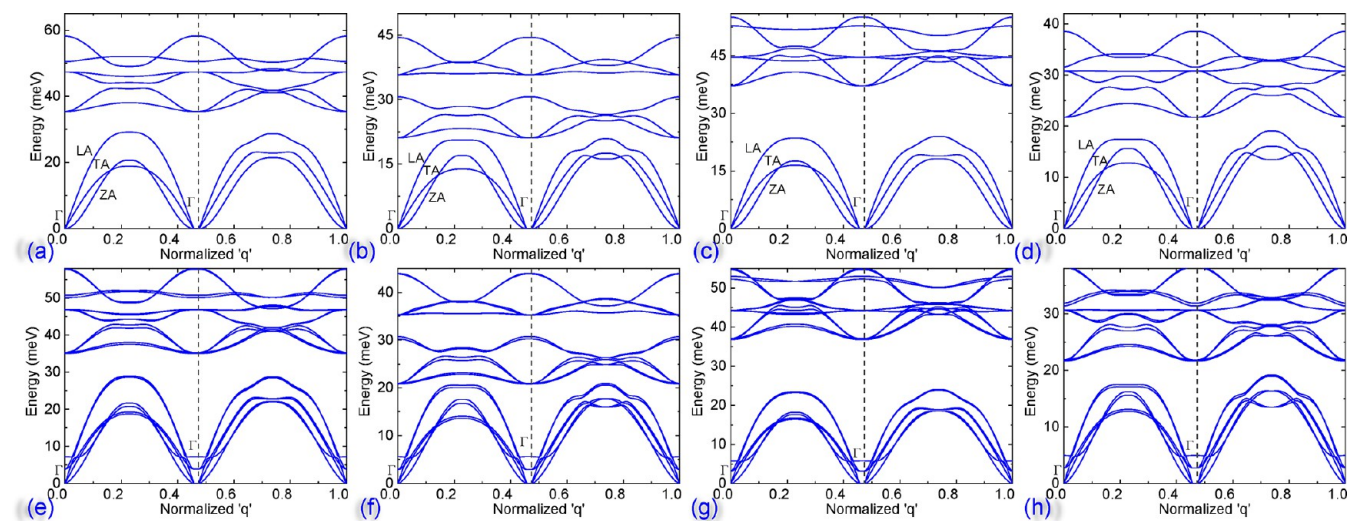 60
40
20
0
Energy (meV)
LA
TA
ZA
Γ
Γ
0.0 0.2 0.4 0.6 0.8 1.0
Normalized 'q'
(a)
45
30
15
0
Energy (meV)
LA
TA
ZA
Γ
Γ
0.0 0.2 0.4 0.6 0.8 1.0
Normalized 'q'
(b)
45
30
15
0
Energy (meV)
LA
TA
ZA
Γ
Γ
0.0 0.2 0.4 0.6 0.8 1.0
Normalized 'q'
(c)
40
30
20
10
0
Energy (meV)
LA
TA
ZA
Γ
Γ
0.0 0.2 0.4 0.6 0.8 1.0
Normalized 'q'
(d)
50
40
30
20
10
0
Energy (meV)
Γ
Γ
0.0 0.2 0.4 0.6 0.8 1.0
Normalized 'q'
(e)
40
30
20
10
0
Energy (meV)
Γ
Γ
0.0 0.2 0.4 0.6 0.8 1.0
Normalized 'q'
(f)
50
40
30
20
10
0
Energy (meV)
Γ
Γ
0.0 0.2 0.4 0.6 0.8 1.0
Normalized 'q'
(g)
30
20
10
0
Energy (meV)
Γ
Γ
0.0 0.2 0.4 0.6 0.8 1.0
Normalized 'q'
(h)